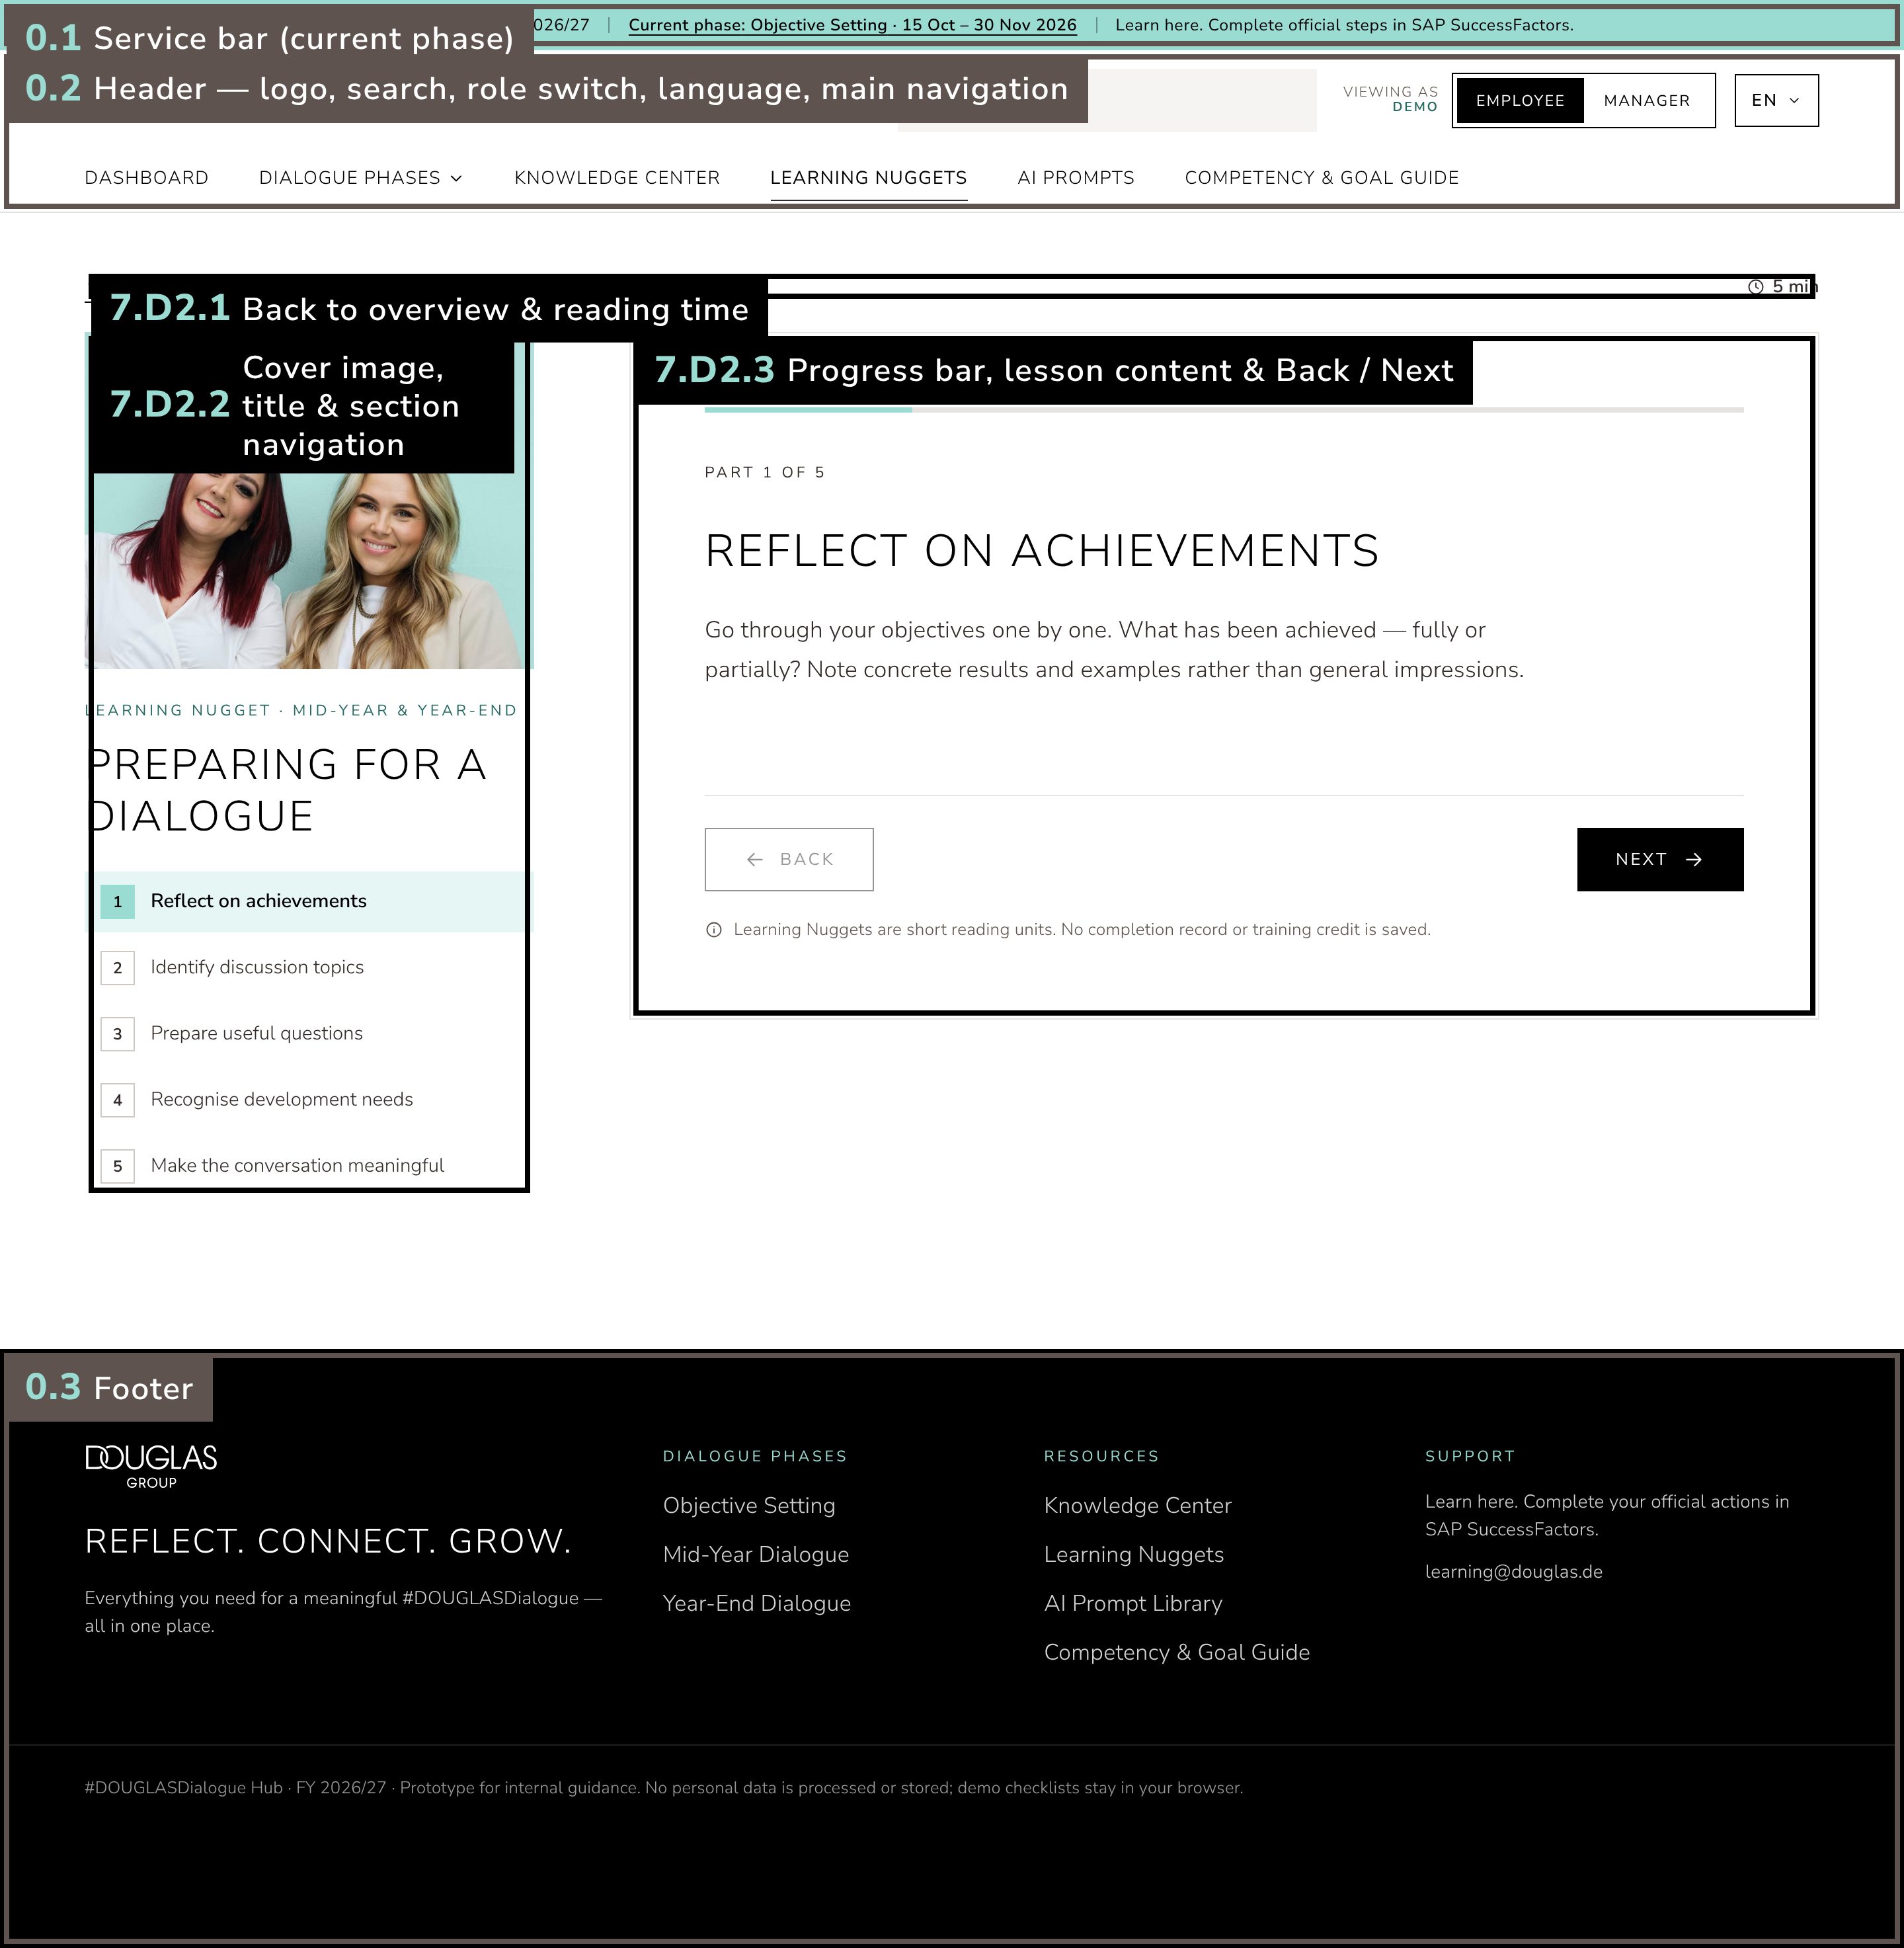 0.1 Service bar (current phase)
026/27 | Current phase: Objective Setting · 15 Oct – 30 Nov 2026 | Learn here. Complete official steps in SAP SuccessFactors.
0.2 Header — logo, search, role switch, language, main navigation
VIEWING AS
DEMO
EMPLOYEE MANAGER
EN
DASHBOARD DIALOGUE PHASES KNOWLEDGE CENTER LEARNING NUGGETS AI PROMPTS COMPETENCY & GOAL GUIDE
7.D2.1 Back to overview & reading time
5 min
7.D2.2 Cover image,
title & section
navigation
LEARNING NUGGET · MID-YEAR & YEAR-END
PREPARING FOR A
DIALOGUE
1 Reflect on achievements
2 Identify discussion topics
3 Prepare useful questions
4 Recognise development needs
5 Make the conversation meaningful
7.D2.3 Progress bar, lesson content & Back / Next
PART 1 OF 5
REFLECT ON ACHIEVEMENTS
Go through your objectives one by one. What has been achieved — fully or
partially? Note concrete results and examples rather than general impressions.
← BACK
NEXT →
Learning Nuggets are short reading units. No completion record or training credit is saved.
0.3 Footer
DOUGLAS
GROUP
REFLECT. CONNECT. GROW.
Everything you need for a meaningful #DOUGLASDialogue —
all in one place.
DIALOGUE PHASES
Objective Setting
Mid-Year Dialogue
Year-End Dialogue
RESOURCES
Knowledge Center
Learning Nuggets
AI Prompt Library
Competency & Goal Guide
SUPPORT
Learn here. Complete your official actions in
SAP SuccessFactors.
learning@douglas.de
#DOUGLASDialogue Hub · FY 2026/27 · Prototype for internal guidance. No personal data is processed or stored; demo checklists stay in your browser.